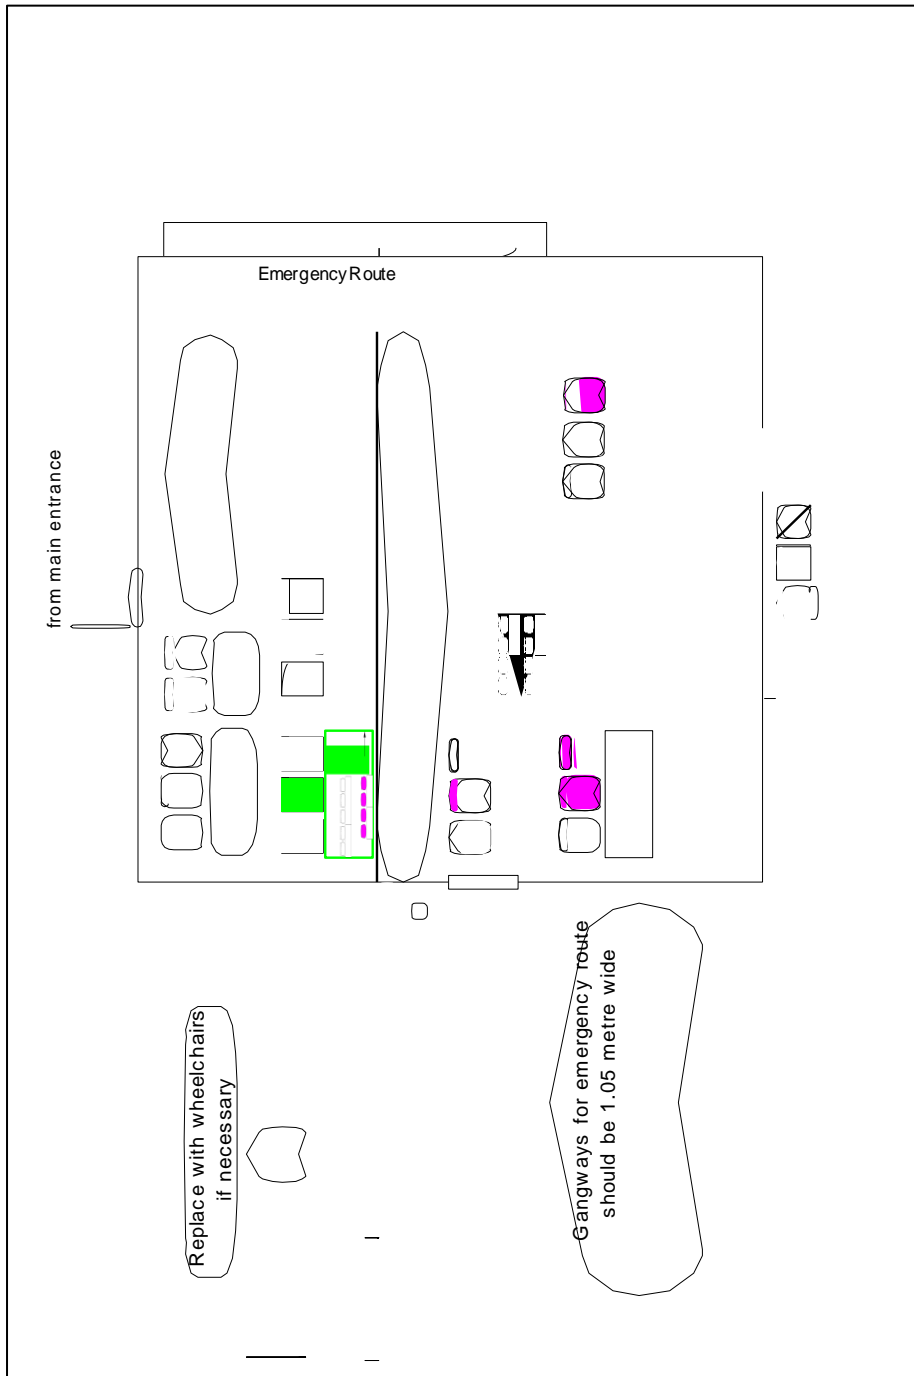 Emergency Route
from main entrance
Replace with wheelchairs
if necessary
Gangways for emergency route
should be 1.05 metre wide